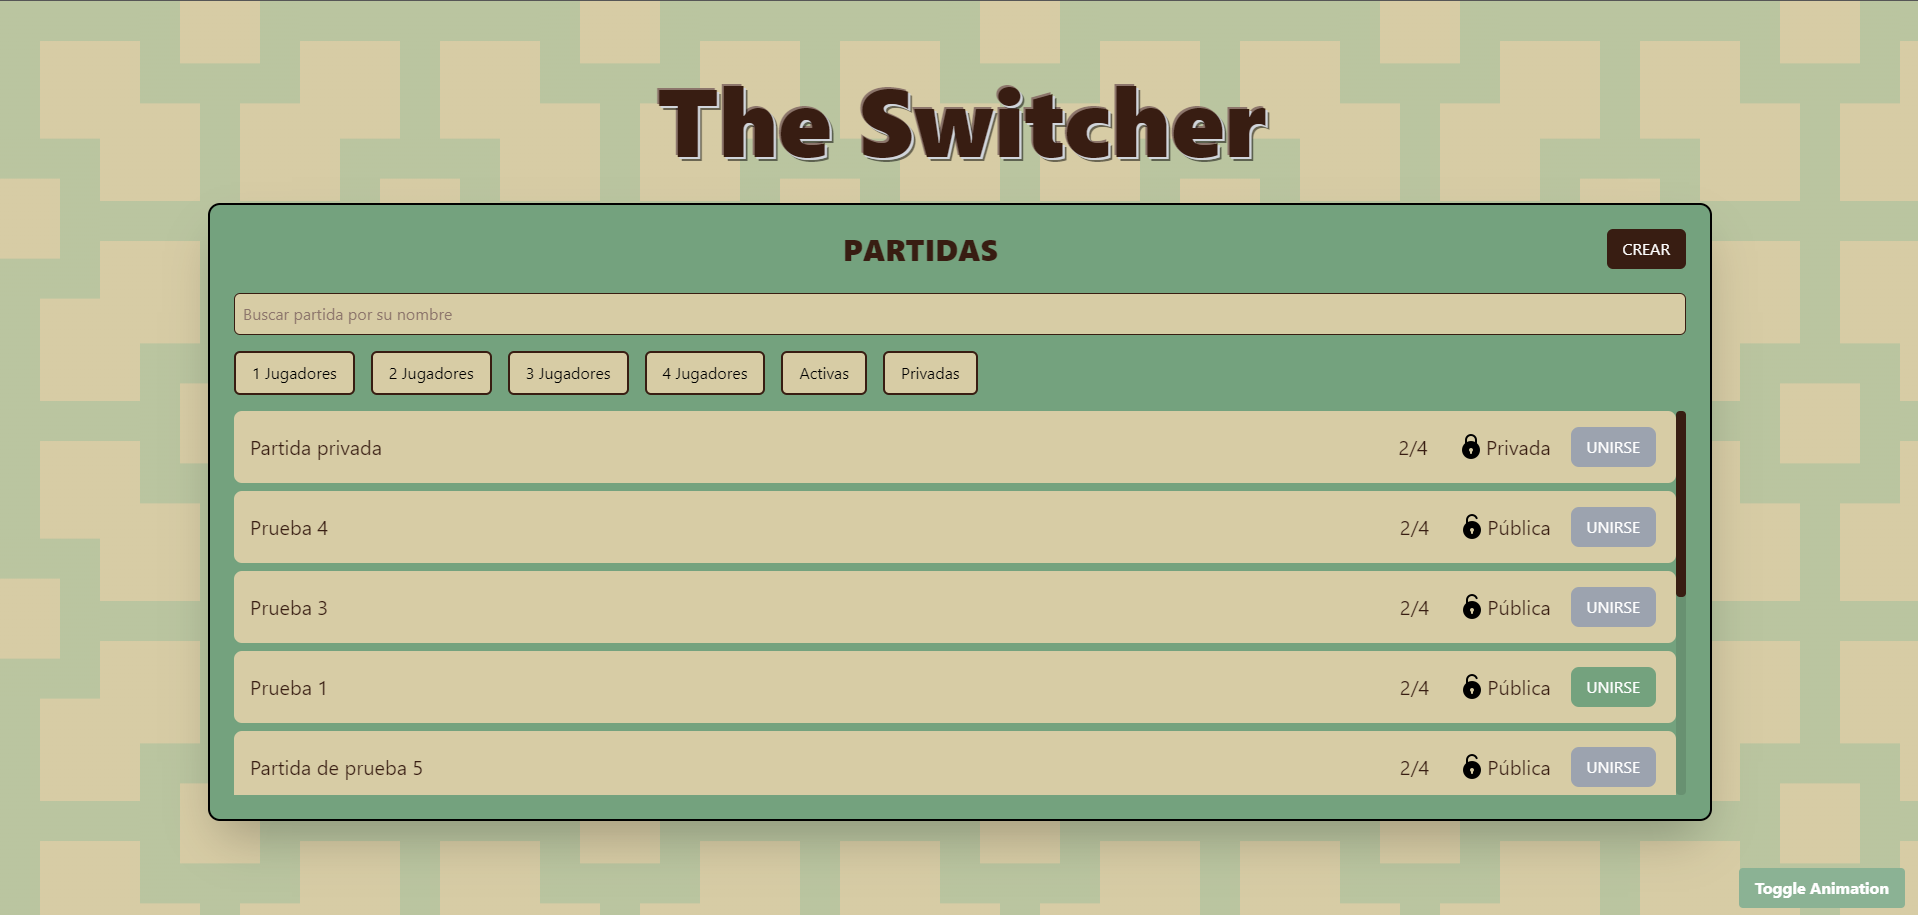 The Switcher
PARTIDAS
CREAR
Buscar partida por su nombre
1 Jugadores 2 Jugadores 3 Jugadores 4 Jugadores Activas Privadas
Partida privada 2/4 Privada UNIRSE
Prueba 4 2/4 Pública UNIRSE
Prueba 3 2/4 Pública UNIRSE
Prueba 1 2/4 Pública UNIRSE
Partida de prueba 5 2/4 Pública UNIRSE
Toggle Animation